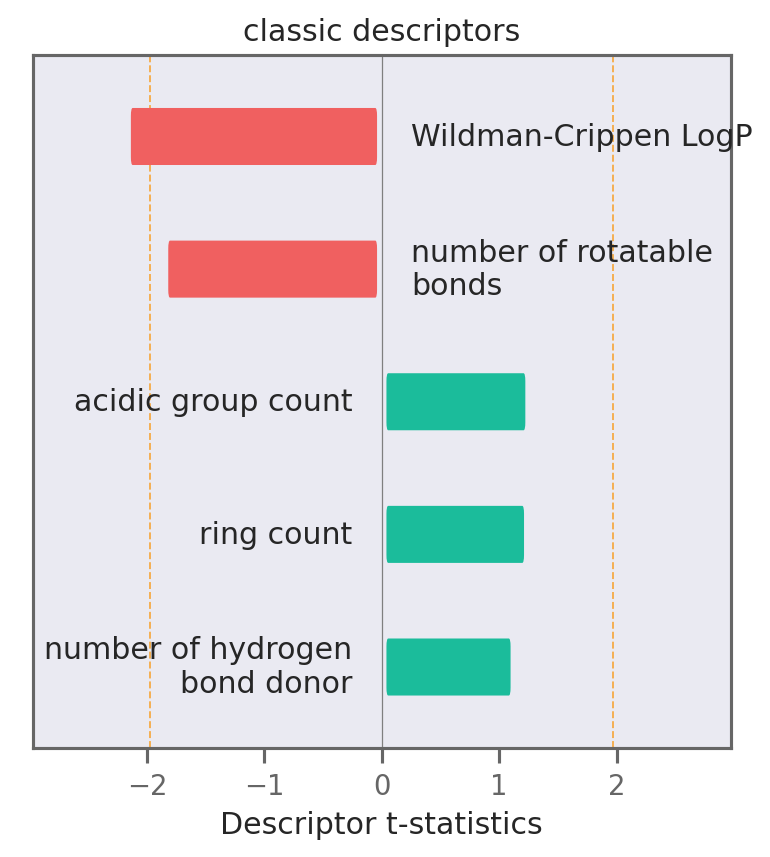 classic descriptors
Wildman-Crippen LogP
number of rotatable
bonds
acidic group count
ring count
number of hydrogen
bond donor
−2 −1 0 1 2
Descriptor t-statistics